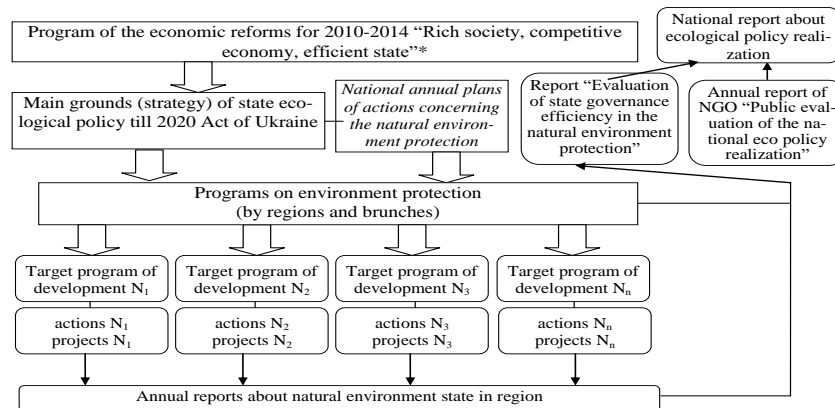 Program of the economic reforms for 2010-2014 “Rich society, competitive
economy, efficient state”*
National report about
ecological policy reali-
zation
Main grounds (strategy) of state eco-
logical policy till 2020 Act of Ukraine
National annual plans
of actions concerning
the natural environ-
ment protection
Report “Evaluation
of state governance
efficiency in the
natural environment
protection”
Annual report of
NGO “Public eval-
uation of the na-
tional eco policy
realization”
Programs on environment protection
(by regions and brunches)
Target program of
development N₁
Target program of
development N₂
Target program of
development N₃
Target program of
development Nₙ
actions N₁
projects N₁
actions N₂
projects N₂
actions N₃
projects N₃
actions Nₙ
projects Nₙ
Annual reports about natural environment state in region